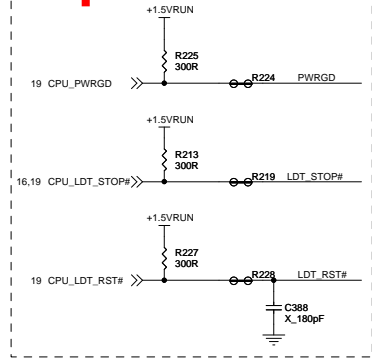 +1.5VRUN
R225
300R
19 CPU_PWRGD R224 PWRGD
+1.5VRUN
R213
300R
16,19 CPU_LDT_STOP# R219 LDT_STOP#
+1.5VRUN
R227
300R
19 CPU_LDT_RST# R228 LDT_RST#
C388
X_180pF